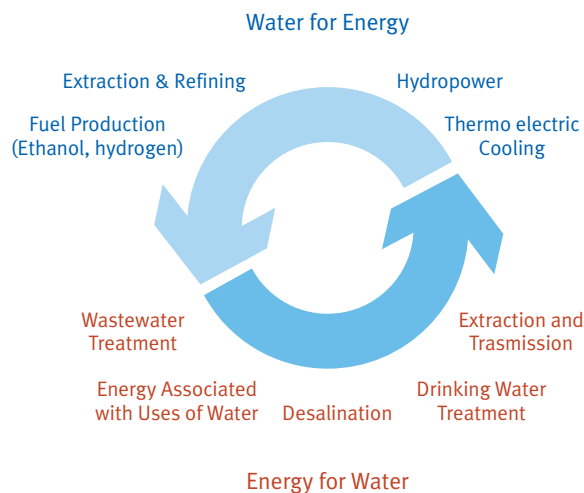 Water for Energy
Extraction & Refining
Hydropower
Fuel Production
(Ethanol, hydrogen)
Thermo electric
Cooling
Wastewater
Treatment
Extraction and
Trasmission
Energy Associated
with Uses of Water
Desalination
Drinking Water
Treatment
Energy for Water